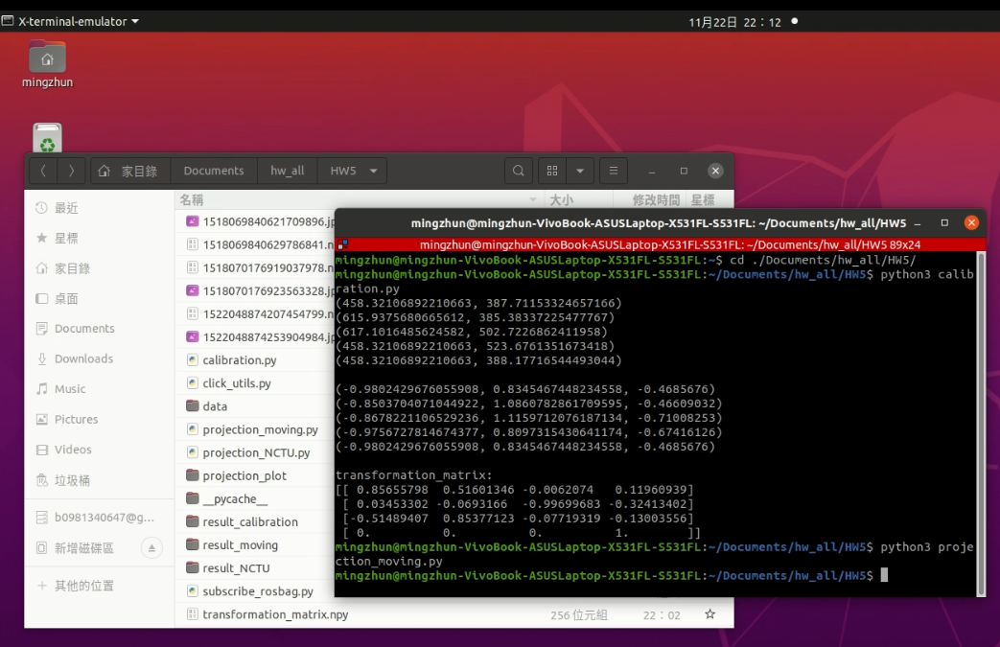 X-terminal-emulator
11月22日 22：12
mingzhun
家目錄 Documents hw_all HW5
最近
星標
家目錄
桌面
Documents
Downloads
Music
Pictures
Videos
垃圾桶
b0981340647@g...
新增磁碟區
其他的位置
名稱 大小 修改時間 星標
1518069840621709896.jp
1518069840629786841.n
1518070176919037978.n
1518070176923563328.jp
1522048874207454799.n
1522048874253904984.jp
calibration.py
click_utils.py
data
projection_moving.py
projection_NCTU.py
projection_plot
__pycache__
result_calibration
result_moving
result_NCTU
subscribe_rosbag.py
transformation_matrix.npy 256 位元組 22：02
mingzhun@mingzhun-VivoBook-ASUSLaptop-X531FL-S531FL: ~/Documents/hw_all/HW5
mingzhun@mingzhun-VivoBook-ASUSLaptop-X531FL-S531FL: ~/Documents/hw_all/HW5 89x24
mingzhun@mingzhun-VivoBook-ASUSLaptop-X531FL-S531FL:~$ cd ./Documents/hw_all/HW5/
mingzhun@mingzhun-VivoBook-ASUSLaptop-X531FL-S531FL:~/Documents/hw_all/HW5$ python3 calib
ration.py
(458.32106892210663, 387.71153324657166)
(615.9375680665612, 385.38337225477767)
(617.1016485624582, 502.7226862411958)
(458.32106892210663, 523.6761351673418)
(458.32106892210663, 388.17716544493044)
(-0.9802429676055908, 0.8345467448234558, -0.4685676)
(-0.8503704071044922, 1.0860782861709595, -0.46609032)
(-0.8678221106529236, 1.1159712076187134, -0.71008253)
(-0.9756727814674377, 0.8097315430641174, -0.67416126)
(-0.9802429676055908, 0.8345467448234558, -0.4685676)
transformation_matrix:
[[ 0.85655798 0.51601346 -0.0062074 0.11960939]
[ 0.03453302 -0.0693166 -0.99699683 -0.32413402]
[-0.51489407 0.85377123 -0.07719319 -0.13003556]
[ 0. 0. 0. 1. ]]
mingzhun@mingzhun-VivoBook-ASUSLaptop-X531FL-S531FL:~/Documents/hw_all/HW5$ python3 proje
ction_moving.py
mingzhun@mingzhun-VivoBook-ASUSLaptop-X531FL-S531FL:~/Documents/hw_all/HW5$